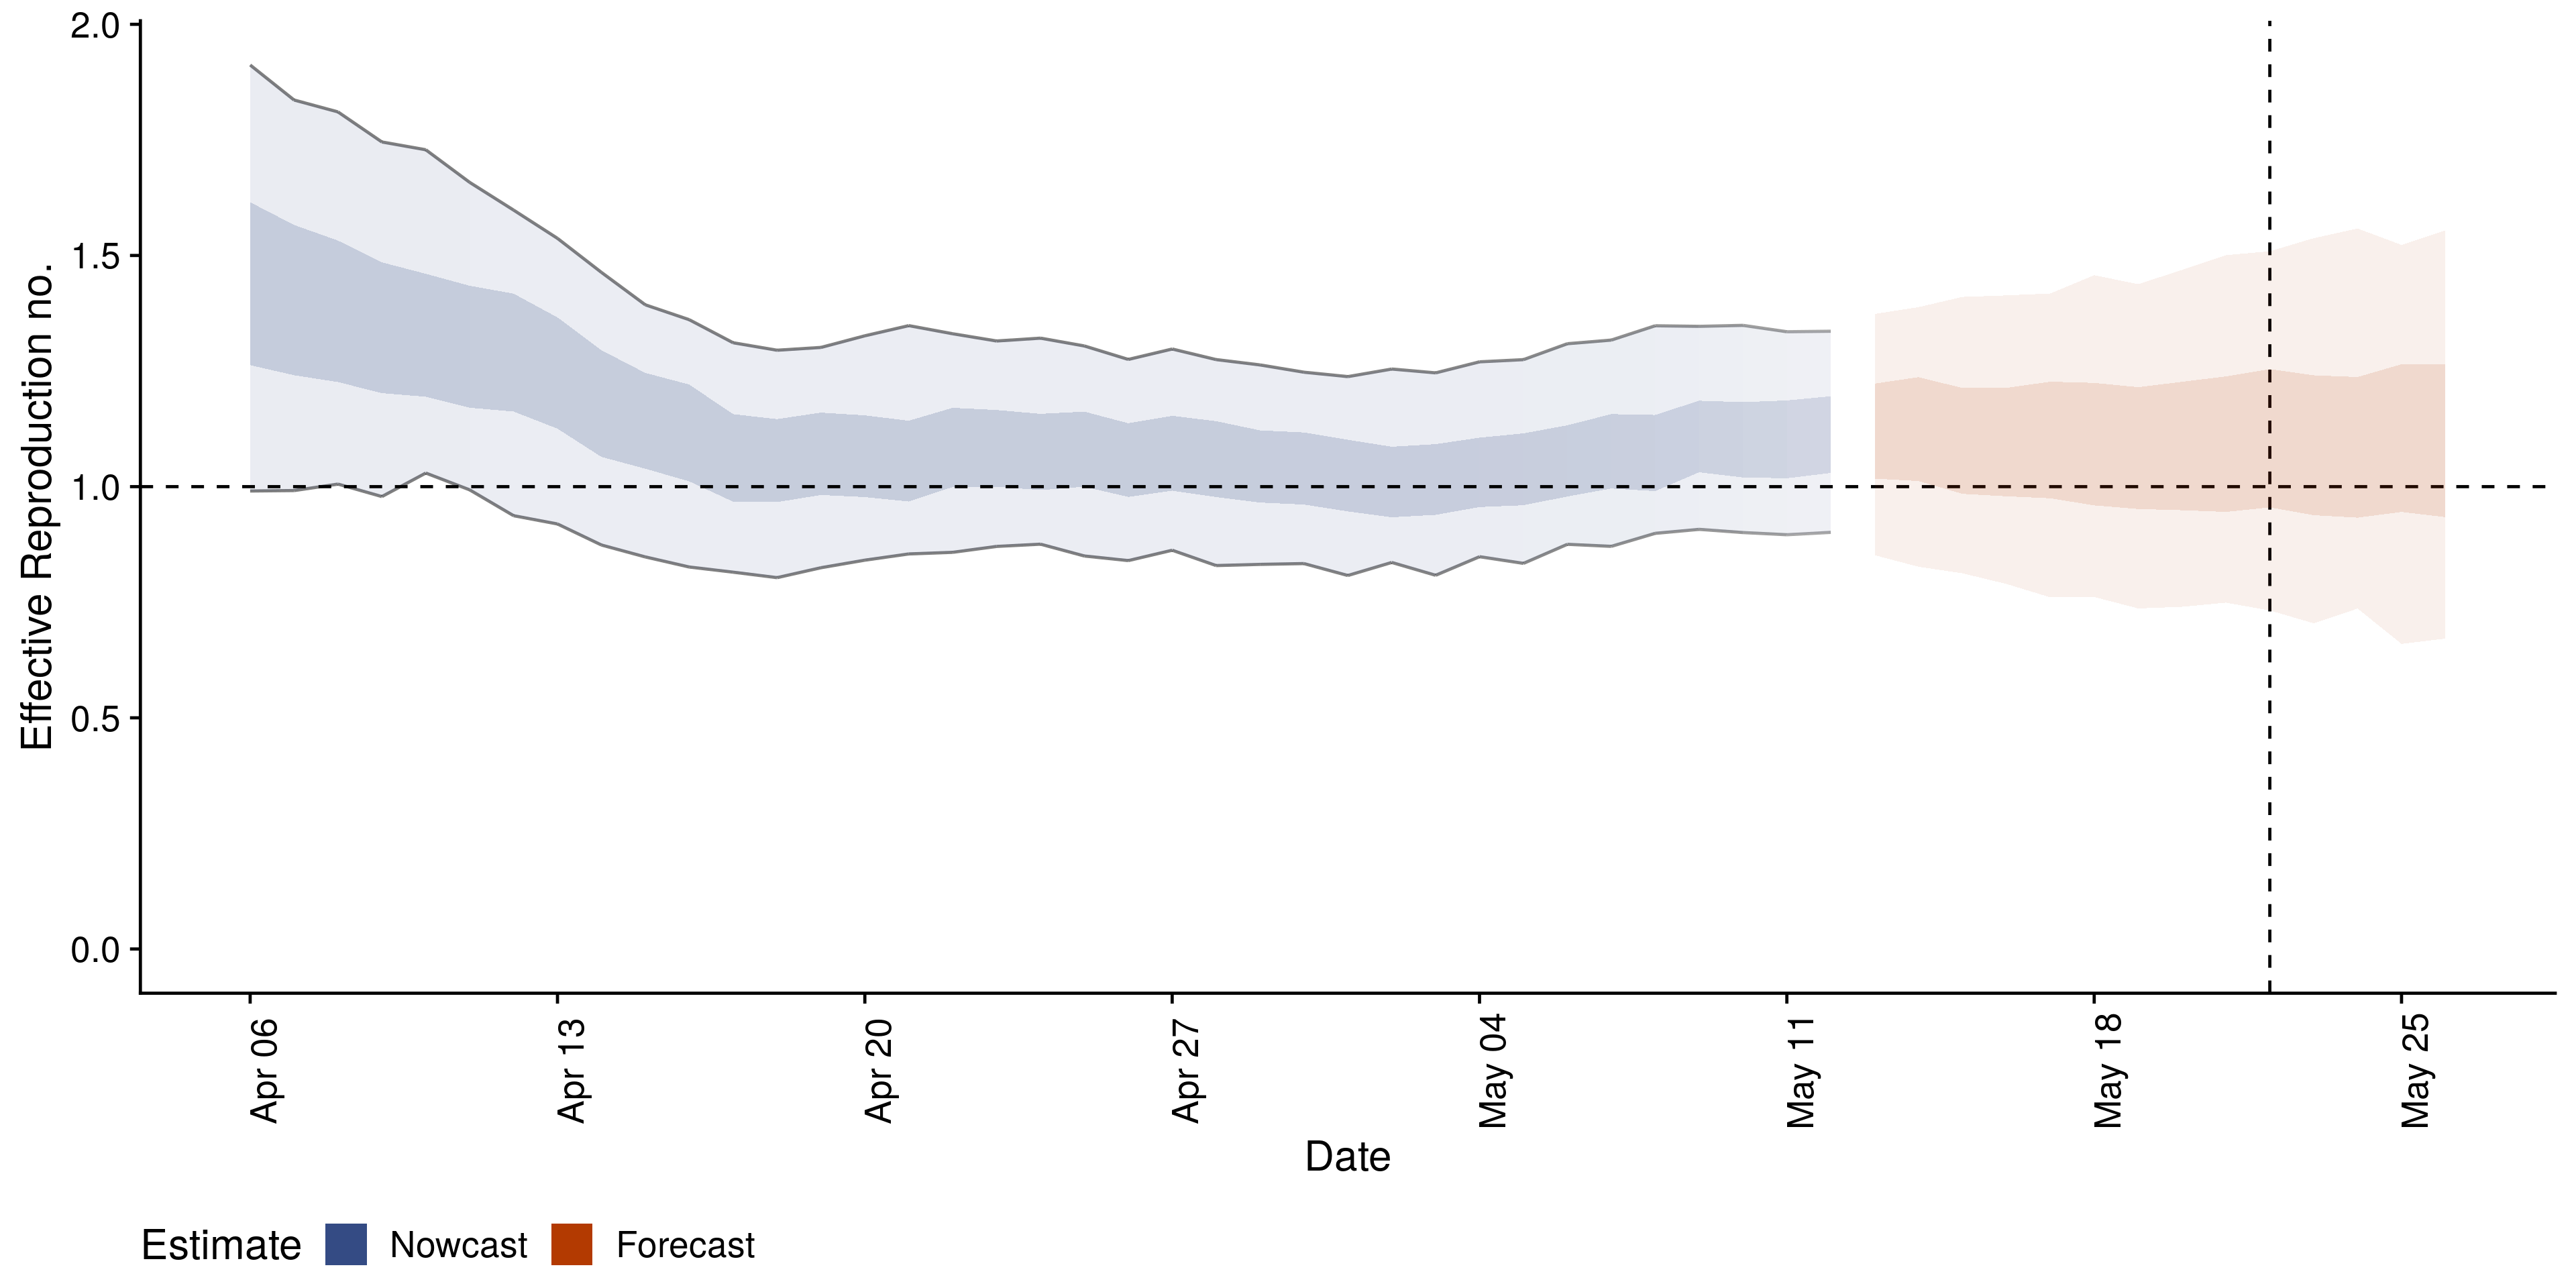 Effective Reproduction no.
2.0
1.5
1.0
0.5
0.0
Apr 06
Apr 13
Apr 20
Apr 27
May 04
May 11
May 18
May 25
Date
Estimate Nowcast Forecast